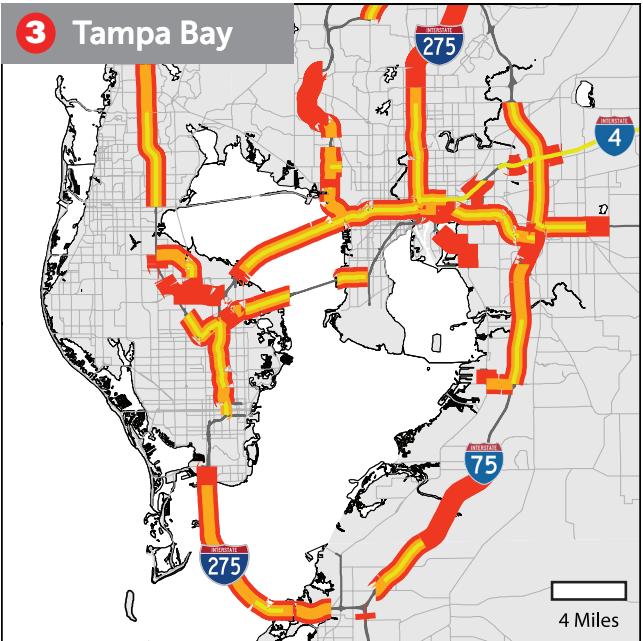 3 Tampa Bay
INTERSTATE
275
INTERSTATE
4
INTERSTATE
75
INTERSTATE
275
4 Miles